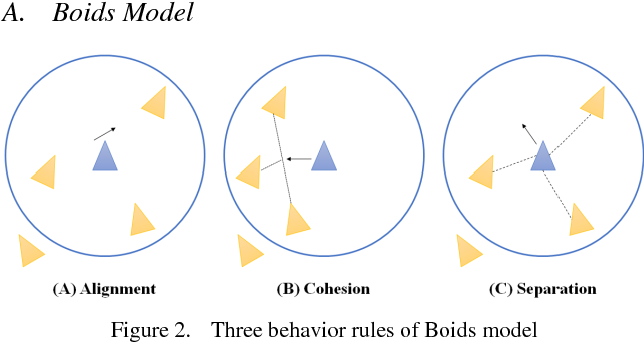 A. Boids Model
(A) Alignment
(B) Cohesion
(C) Separation
Figure 2. Three behavior rules of Boids model